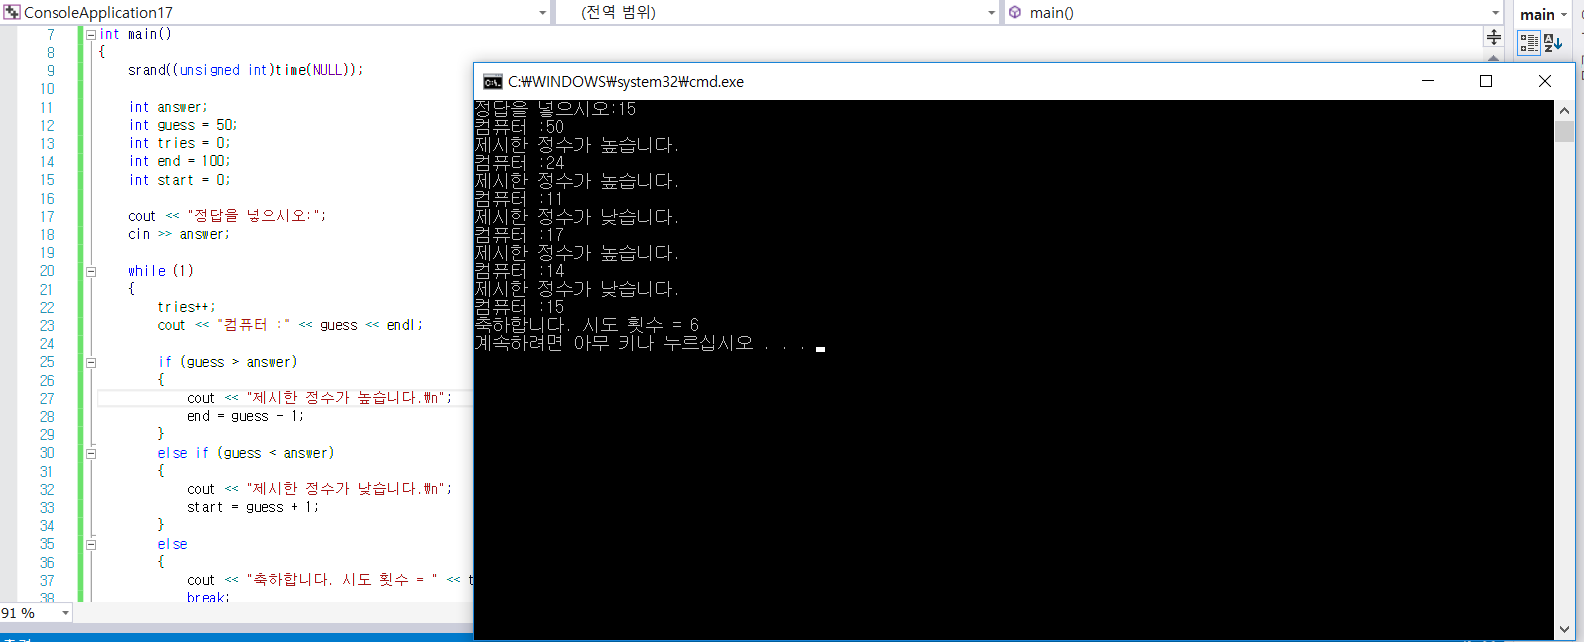 ConsoleApplication17
(전역 범위)
main()
main
7 int main()
8 {
9 srand((unsigned int)time(NULL));
10
11 int answer;
12 int guess = 50;
13 int tries = 0;
14 int end = 100;
15 int start = 0;
16
17 cout << "정답을 넣으시오:";
18 cin >> answer;
19
20 while (1)
21 {
22 tries++;
23 cout << "컴퓨터 :" << guess << endl;
24
25 if (guess > answer)
26 {
27 cout << "제시한 정수가 높습니다.₩n";
28 end = guess - 1;
29 }
30 else if (guess < answer)
31 {
32 cout << "제시한 정수가 낮습니다.₩n";
33 start = guess + 1;
34 }
35 else
36 {
37 cout << "축하합니다. 시도 횟수 = " << t
38 break;
91 %
C:₩WINDOWS₩system32₩cmd.exe
정답을 넣으시오:15
컴퓨터 :50
제시한 정수가 높습니다.
컴퓨터 :24
제시한 정수가 높습니다.
컴퓨터 :11
제시한 정수가 낮습니다.
컴퓨터 :17
제시한 정수가 높습니다.
컴퓨터 :14
제시한 정수가 낮습니다.
컴퓨터 :15
축하합니다. 시도 횟수 = 6
계속하려면 아무 키나 누르십시오 . . .